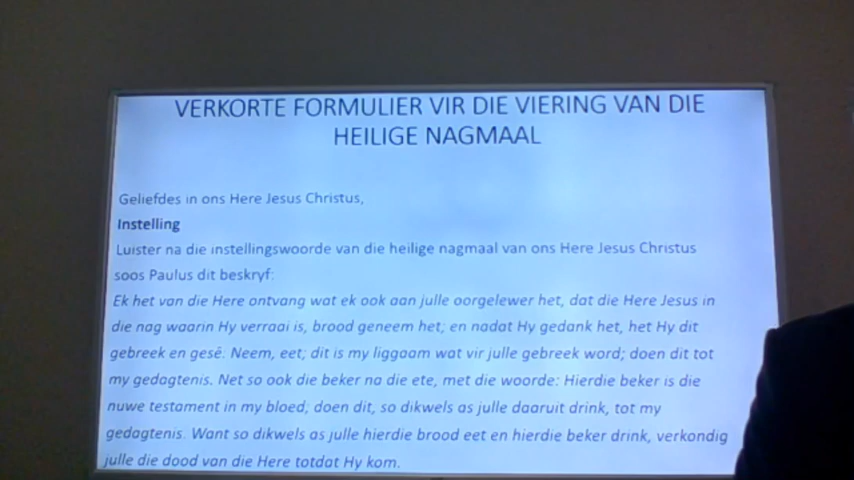 VERKORTE FORMULIER VIR DIE VIERING VAN DIE
HEILIGE NAGMAAL
Geliefdes in ons Here Jesus Christus,
Instelling
Luister na die instellingswoorde van die heilige nagmaal van ons Here Jesus Christus
soos Paulus dit beskryf:
Ek het van die Here ontvang wat ek ook aan julle oorgelewer het, dat die Here Jesus in
die nag waarin Hy verraai is, brood geneem het; en nadat Hy gedank het, het Hy dit
gebreek en gesê: Neem, eet; dit is my liggaam wat vir julle gebreek word; doen dit tot
my gedagtenis. Net so ook die beker na die ete, met die woorde: Hierdie beker is die
nuwe testament in my bloed; doen dit, so dikwels as julle daaruit drink, tot my
gedagtenis. Want so dikwels as julle hierdie brood eet en hierdie beker drink, verkondig
julle die dood van die Here totdat Hy kom.